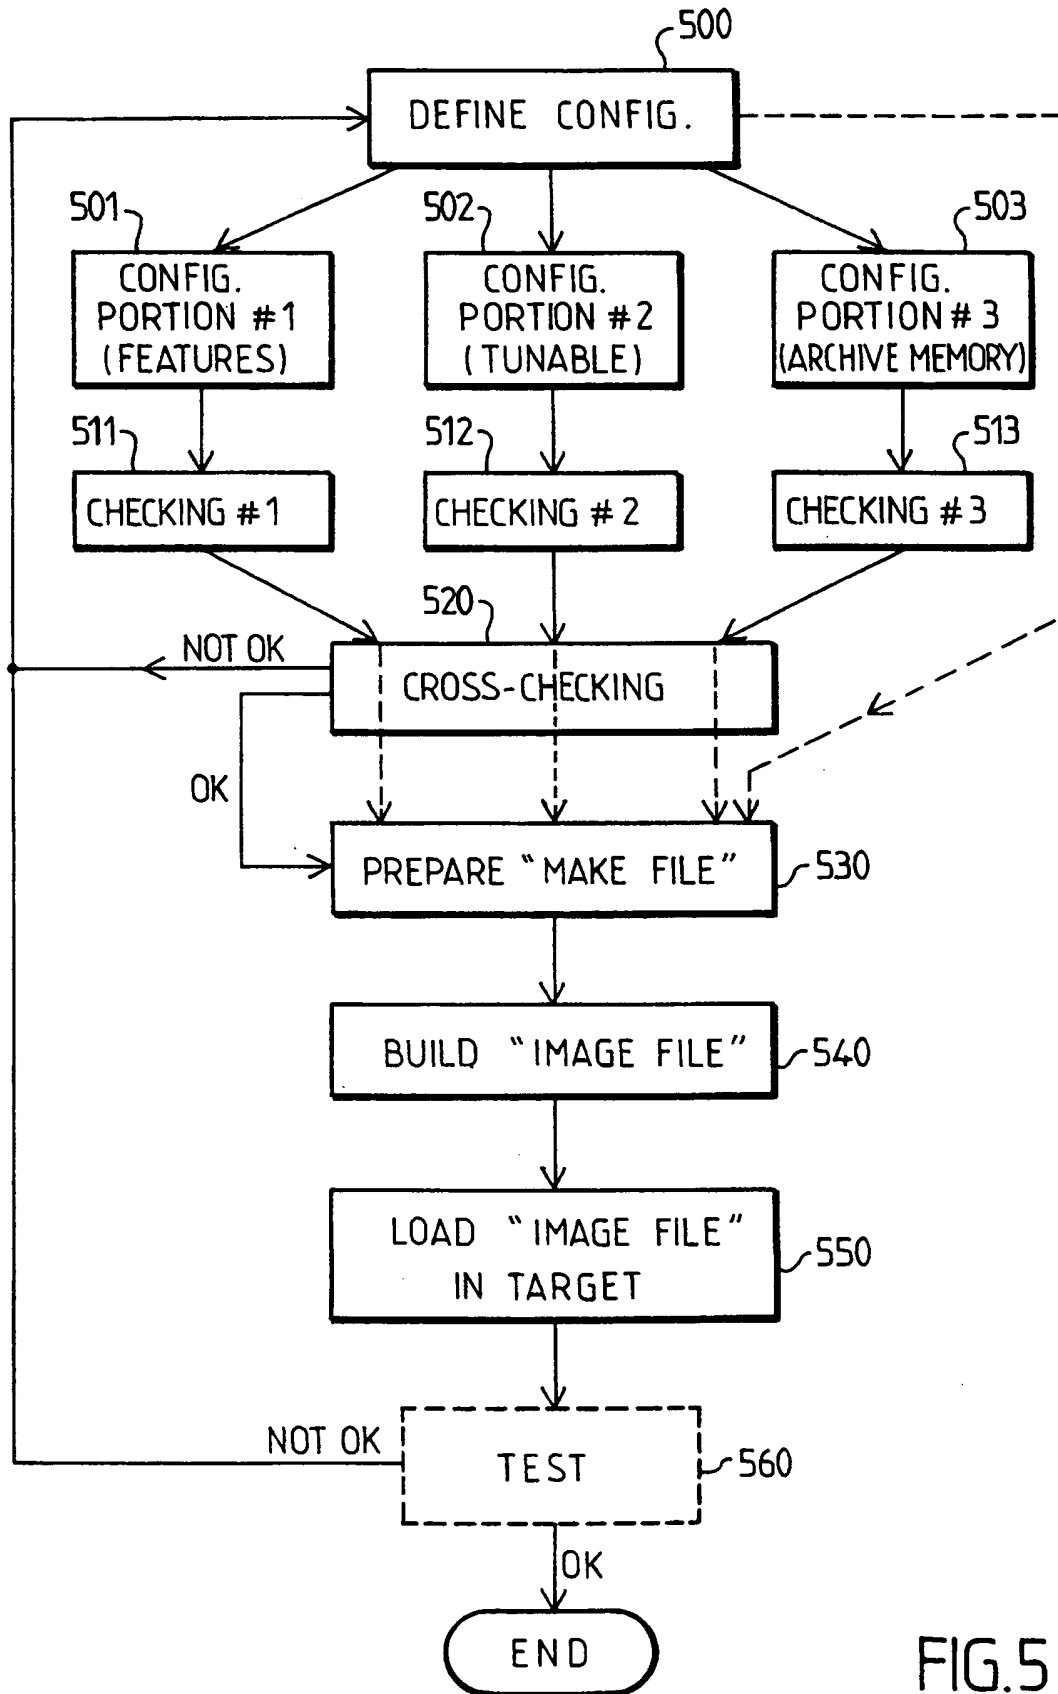 500
DEFINE CONFIG.
501
502
503
CONFIG.
PORTION #1
(FEATURES)
CONFIG.
PORTION #2
(TUNABLE)
CONFIG.
PORTION #3
(ARCHIVE MEMORY)
511
512
513
CHECKING #1
CHECKING #2
CHECKING #3
520
NOT OK
CROSS-CHECKING
OK
PREPARE "MAKE FILE"
530
BUILD "IMAGE FILE"
540
LOAD "IMAGE FILE"
IN TARGET
550
NOT OK
TEST
560
OK
END
FIG.5